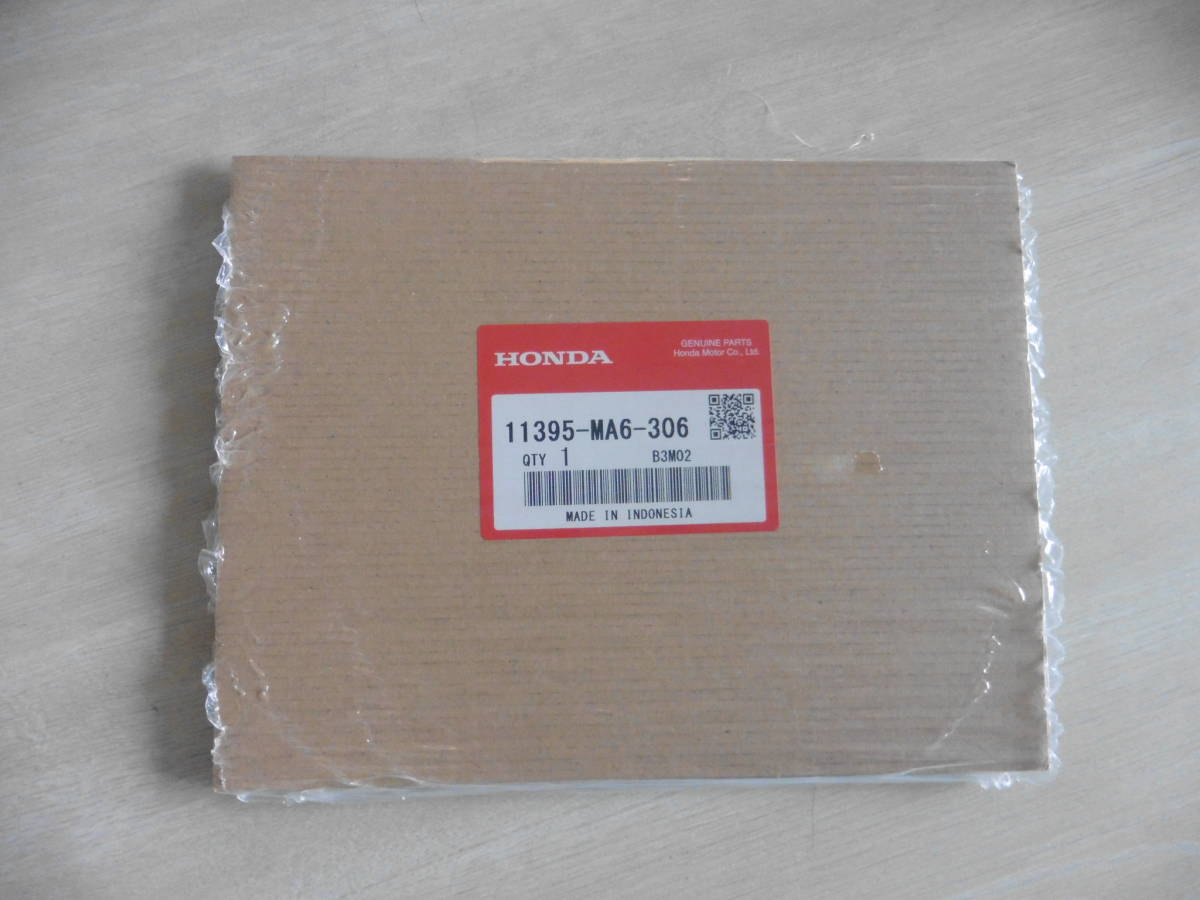 HONDA
GENUINE PARTS
Honda Motor Co., Ltd.
11395-MA6-306
QTY 1 B3M02
MADE IN INDONESIA